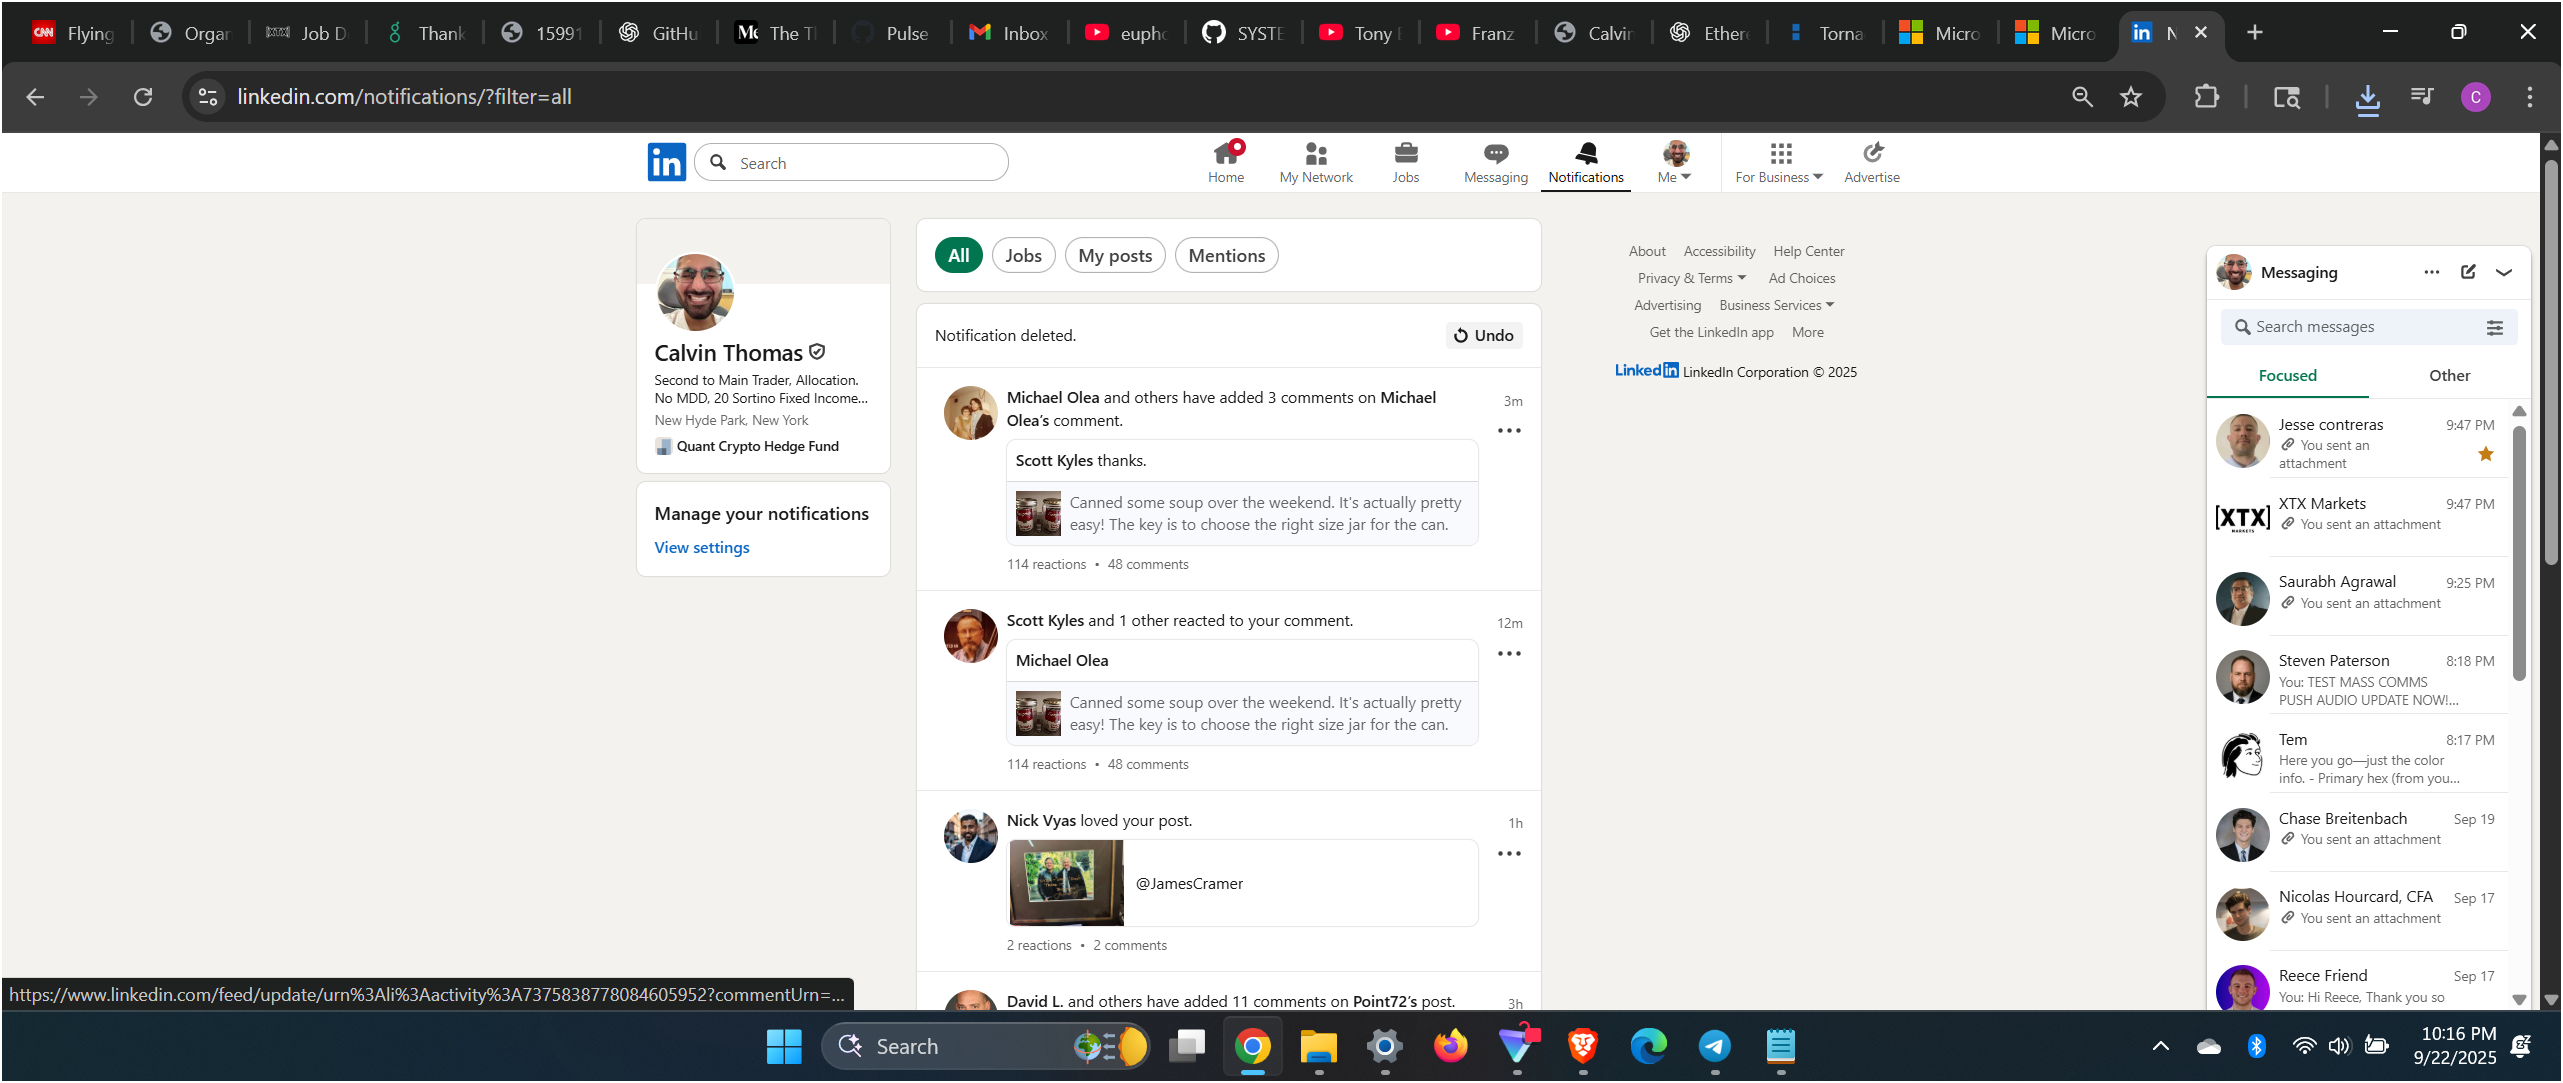 Flying
Organ
Job D
Thank
15991
GitHu
The Th
Pulse
Inbox
eupho
SYSTE
Tony
Franz
Calvin
Ether
Torna
Micro
Micro
N
linkedin.com/notifications/?filter=all
C
in
Search
Home
My Network
Jobs
Messaging
Notifications
Me
For Business
Advertise
Calvin Thomas
Second to Main Trader, Allocation.
No MDD, 20 Sortino Fixed Income...
New Hyde Park, New York
Quant Crypto Hedge Fund
Manage your notifications
View settings
All
Jobs
My posts
Mentions
Notification deleted.
Undo
Michael Olea and others have added 3 comments on Michael
Olea's comment.
3m
Scott Kyles thanks.
Canned some soup over the weekend. It's actually pretty
easy! The key is to choose the right size jar for the can.
114 reactions • 48 comments
Scott Kyles and 1 other reacted to your comment.
12m
Michael Olea
Canned some soup over the weekend. It's actually pretty
easy! The key is to choose the right size jar for the can.
114 reactions • 48 comments
Nick Vyas loved your post.
1h
@JamesCramer
2 reactions • 2 comments
David L. and others have added 11 comments on Point72's post.
3h
About Accessibility Help Center
Privacy & Terms Ad Choices
Advertising Business Services
Get the LinkedIn app More
LinkedIn LinkedIn Corporation © 2025
Messaging
Search messages
Focused
Other
Jesse contreras
9:47 PM
You sent an
attachment
[XTX]
MARKETS
XTX Markets
9:47 PM
You sent an attachment
Saurabh Agrawal
9:25 PM
You sent an attachment
Steven Paterson
8:18 PM
You: TEST MASS COMMS
PUSH AUDIO UPDATE NOW!...
Tem
8:17 PM
Here you go—just the color
info. - Primary hex (from you...
Chase Breitenbach
Sep 19
You sent an attachment
Nicolas Hourcard, CFA
Sep 17
You sent an attachment
Reece Friend
Sep 17
You: Hi Reece, Thank you so
https://www.linkedin.com/feed/update/urn%3Ali%3Aactivity%3A7375838778084605952?commentUrn=...
Search
10:16 PM
9/22/2025